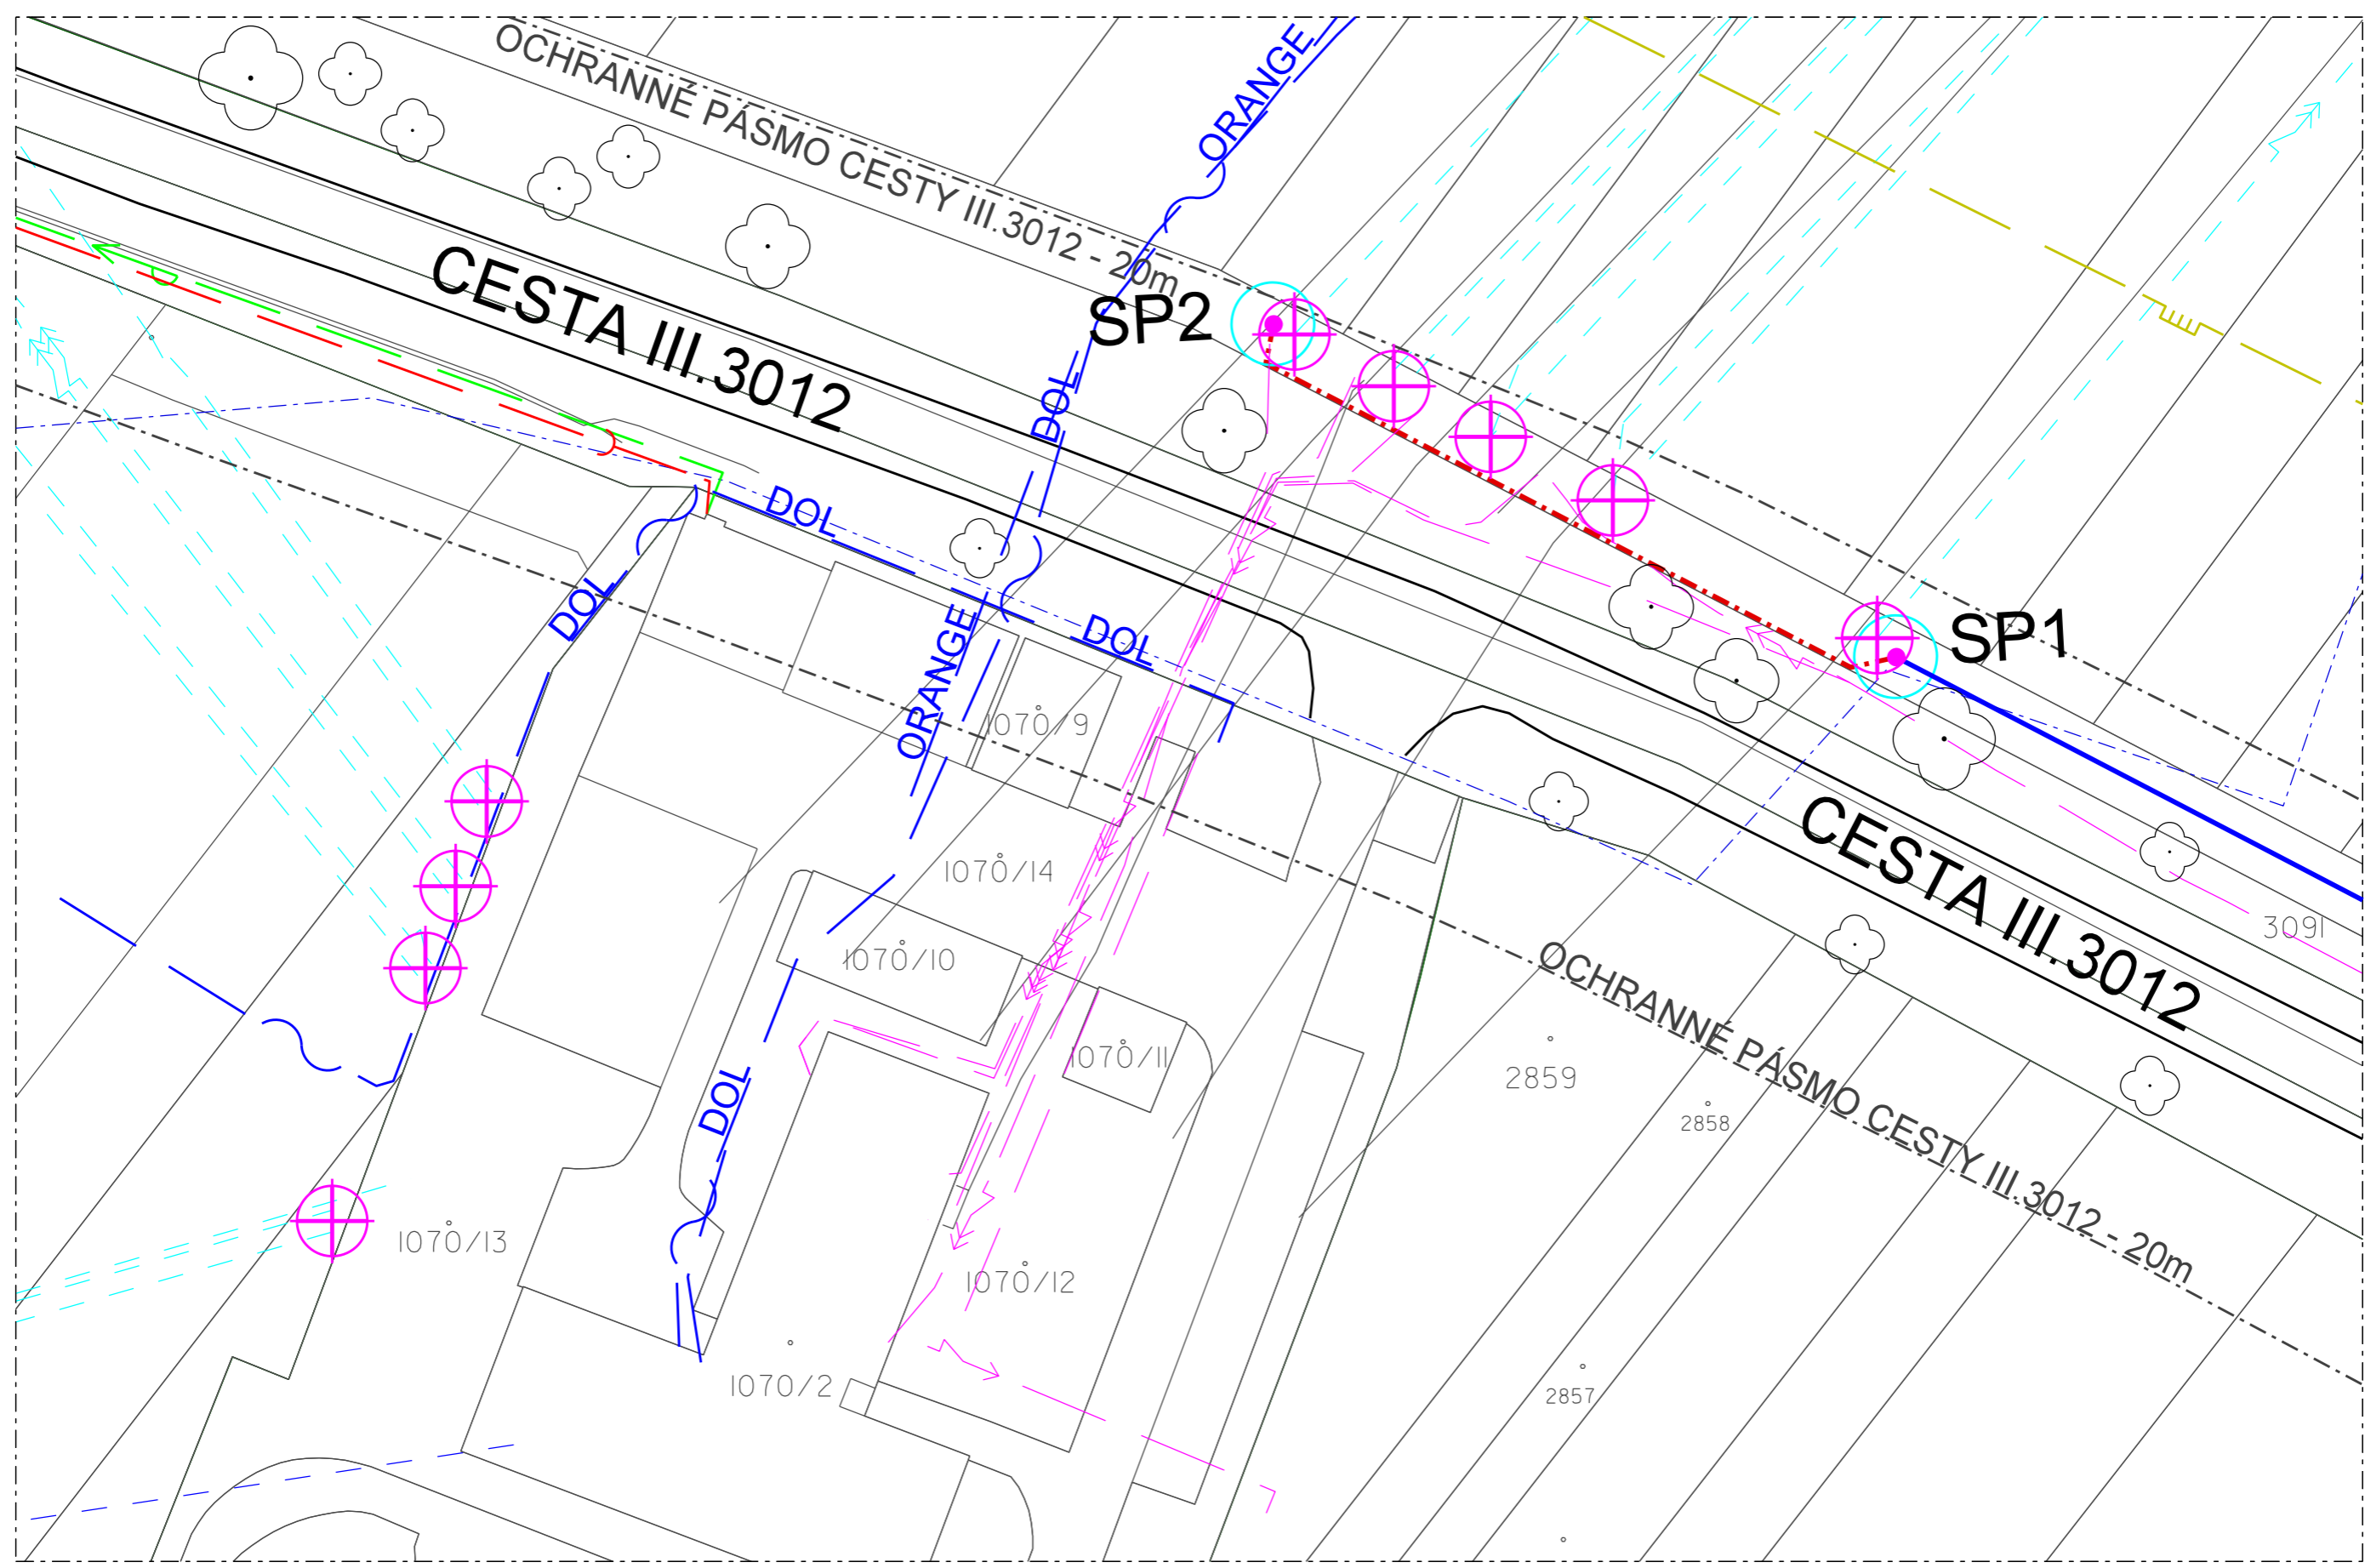 OCHRANNÉ PÁSMO CESTY III.3012 - 20m
ORANGE
CESTA III.3012
SP2
DOL
DOL
DOL
DOL
SP1
ORANGE
1070/9
CESTA III.3012
1070/14
3091
1070/10
OCHRANNÉ PÁSMO CESTY III.3012 - 20m
1070/11
2859
DOL
2858
1070/13
1070/12
1070/2
2857